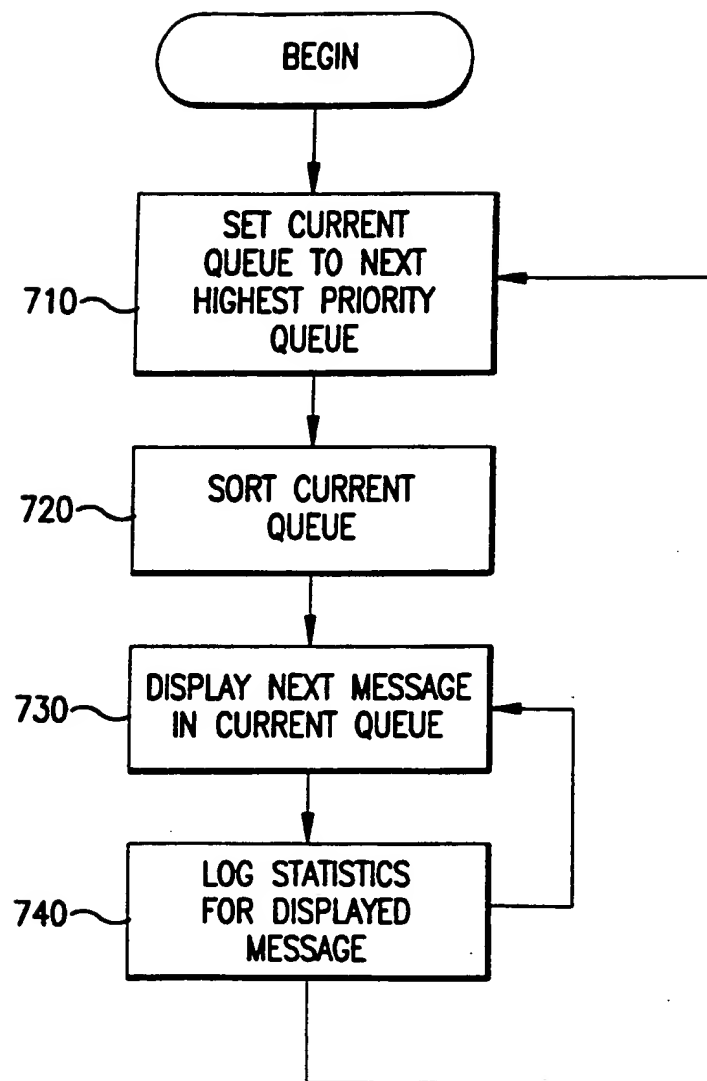 BEGIN
SET CURRENT
QUEUE TO NEXT
HIGHEST PRIORITY
QUEUE
710
SORT CURRENT
QUEUE
720
DISPLAY NEXT MESSAGE
IN CURRENT QUEUE
730
LOG STATISTICS
FOR DISPLAYED
MESSAGE
740